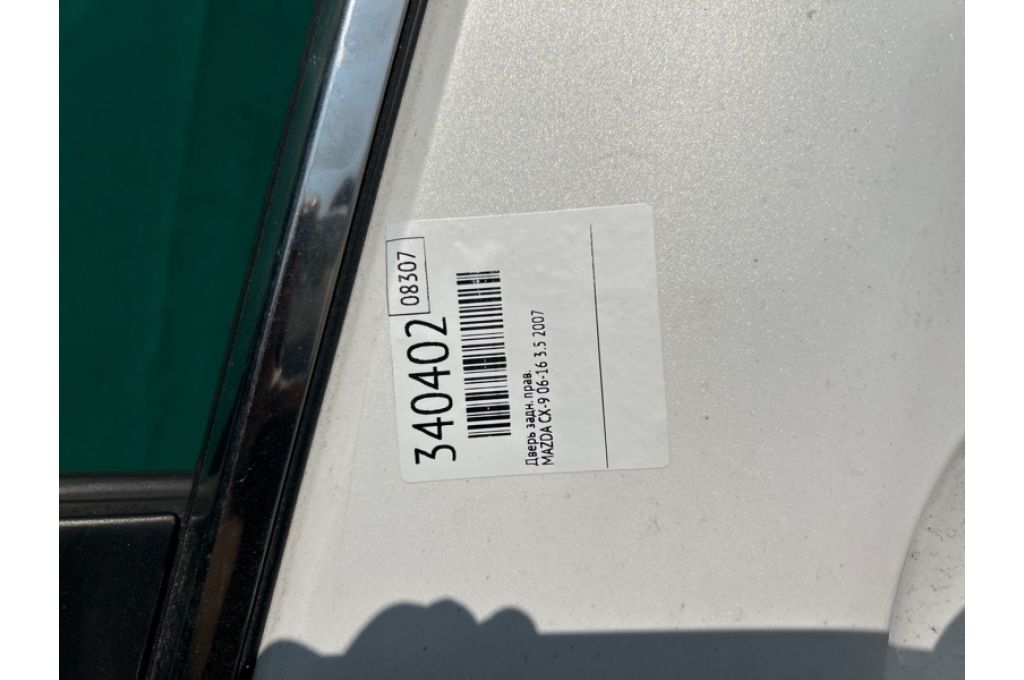 340402 08307
Дверь задн. прав.
MAZDA CX-9 06-16 3.5 2007